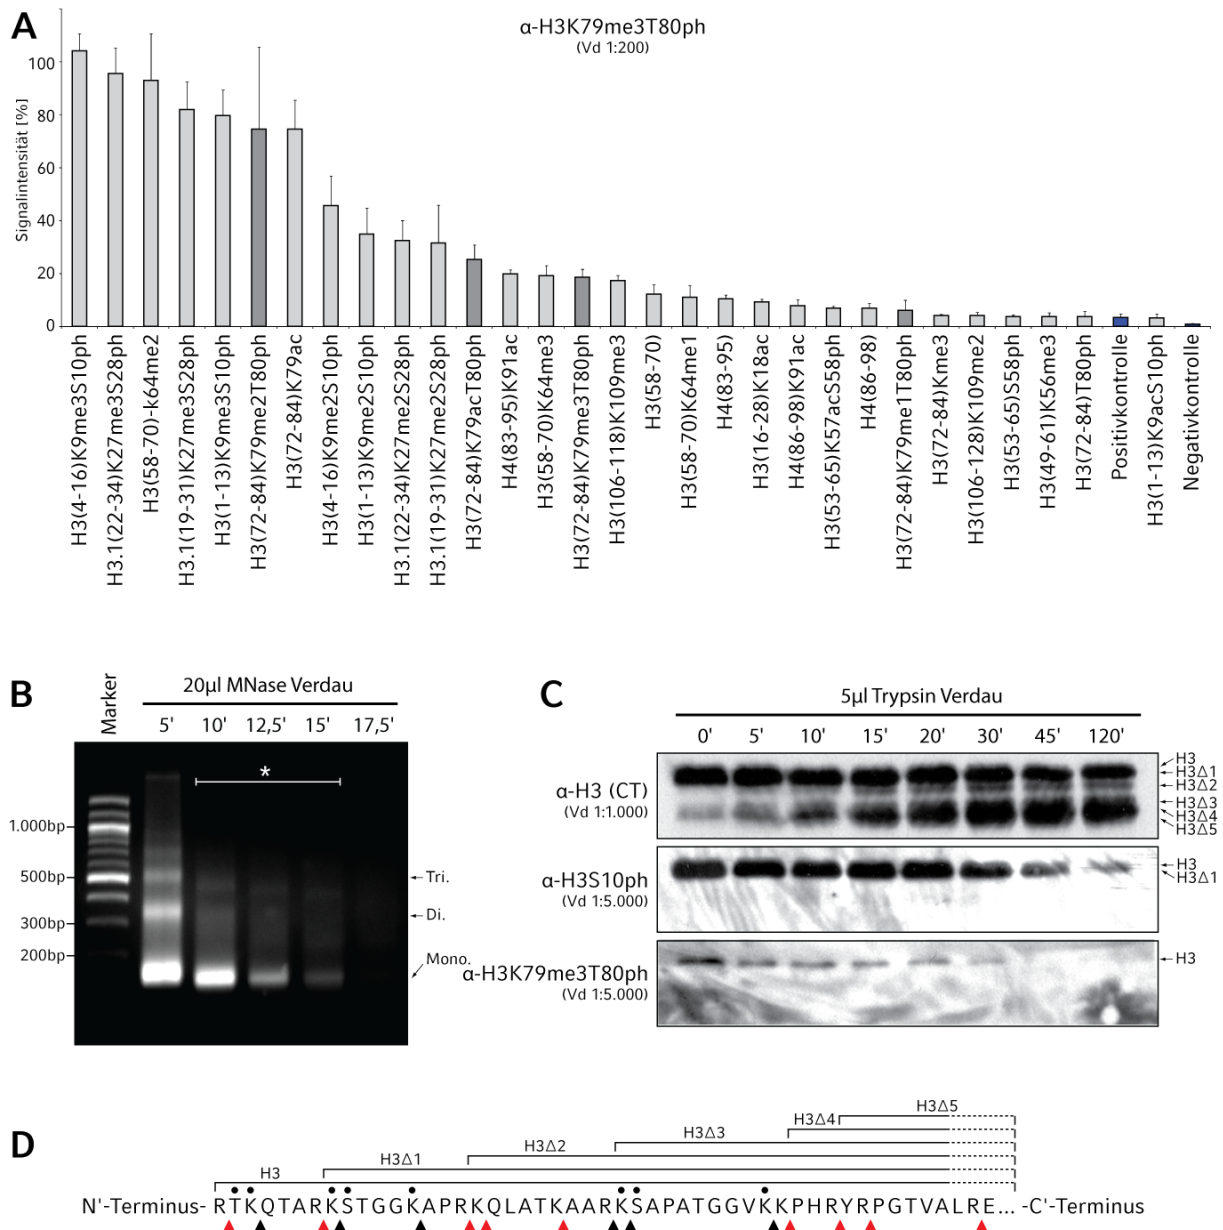 A
α-H3K79me3T80ph
(Vd 1:200)
Signalintensität [%]
100
80
60
40
20
0
H3(4-16)K9me3S10ph
H3.1(22-34)K27me3S28ph
H3(58-70)-k64me2
H3.1(19-31)K27me3S28ph
H3(1-13)K9me3S10ph
H3(72-84)K79me2T80ph
H3(72-84)K79ac
H3(4-16)K9me2S10ph
H3(1-13)K9me2S10ph
H3.1(22-34)K27me2S28ph
H3.1(19-31)K27me2S28ph
H3(72-84)K79acT80ph
H4(83-95)K91ac
H3(58-70)K64me3
H3(72-84)K79me3T80ph
H3(106-118)K109me3
H3(58-70)
H3(58-70)K64me1
H4(83-95)
H3(16-28)K18ac
H4(86-98)K91ac
H3(53-65)K57acS58ph
H4(86-98)
H3(72-84)K79me1T80ph
H3(72-84)Kme3
H3(106-128)K109me2
H3(53-65)S58ph
H3(49-61)K56me3
H3(72-84)T80ph
Positivkontrolle
H3(1-13)K9acS10ph
Negativkontrolle
B
Marker
20µl MNase Verdau
5' 10' 12,5' 15' 17,5'
*
1.000bp
500bp
300bp
200bp
Tri.
Di.
Mono.
C
5µl Trypsin Verdau
0' 5' 10' 15' 20' 30' 45' 120'
α-H3 (CT)
(Vd 1:1.000)
H3
H3Δ1
H3Δ2
H3Δ3
H3Δ4
H3Δ5
α-H3S10ph
(Vd 1:5.000)
H3
H3Δ1
α-H3K79me3T80ph
(Vd 1:5.000)
H3
D
H3Δ5
H3Δ4
H3Δ3
H3Δ2
H3Δ1
H3
N'-Terminus- RTKQTARKSTGGKAPRKQLATKAARKSAPATGGVKKPHRYRPGTVALRE... -C'-Terminus